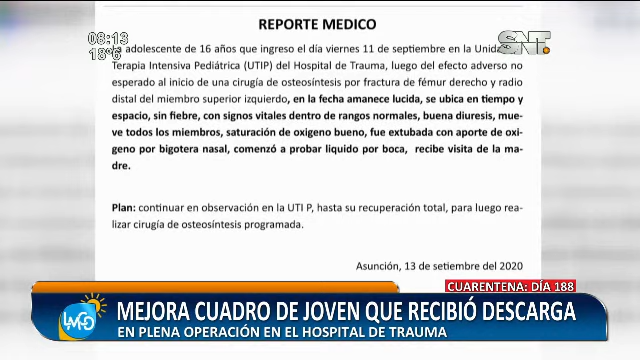 REPORTE MEDICO
08:13
18°6
SNT.
La adolescente de 16 años que ingreso el día viernes 11 de septiembre en la Unidad
Terapia Intensiva Pediátrica (UTIP) del Hospital de Trauma, luego del efecto adverso no
esperado al inicio de una cirugía de osteosíntesis por fractura de fémur derecho y radio
distal del miembro superior izquierdo, en la fecha amanece lucida, se ubica en tiempo y
espacio, sin fiebre, con signos vitales dentro de rangos normales, buena diuresis, mue-
ve todos los miembros, saturación de oxigeno bueno, fue extubada con aporte de oxi-
geno por bigotera nasal, comenzó a probar liquido por boca, recibe visita de la ma-
dre.
Plan: continuar en observación en la UTI P, hasta su recuperación total, para luego rea-
lizar cirugía de osteosíntesis programada.
Asunción, 13 de setiembre del 2020
CUARENTENA: DÍA 188
MEJORA CUADRO DE JOVEN QUE RECIBIÓ DESCARGA
EN PLENA OPERACIÓN EN EL HOSPITAL DE TRAUMA